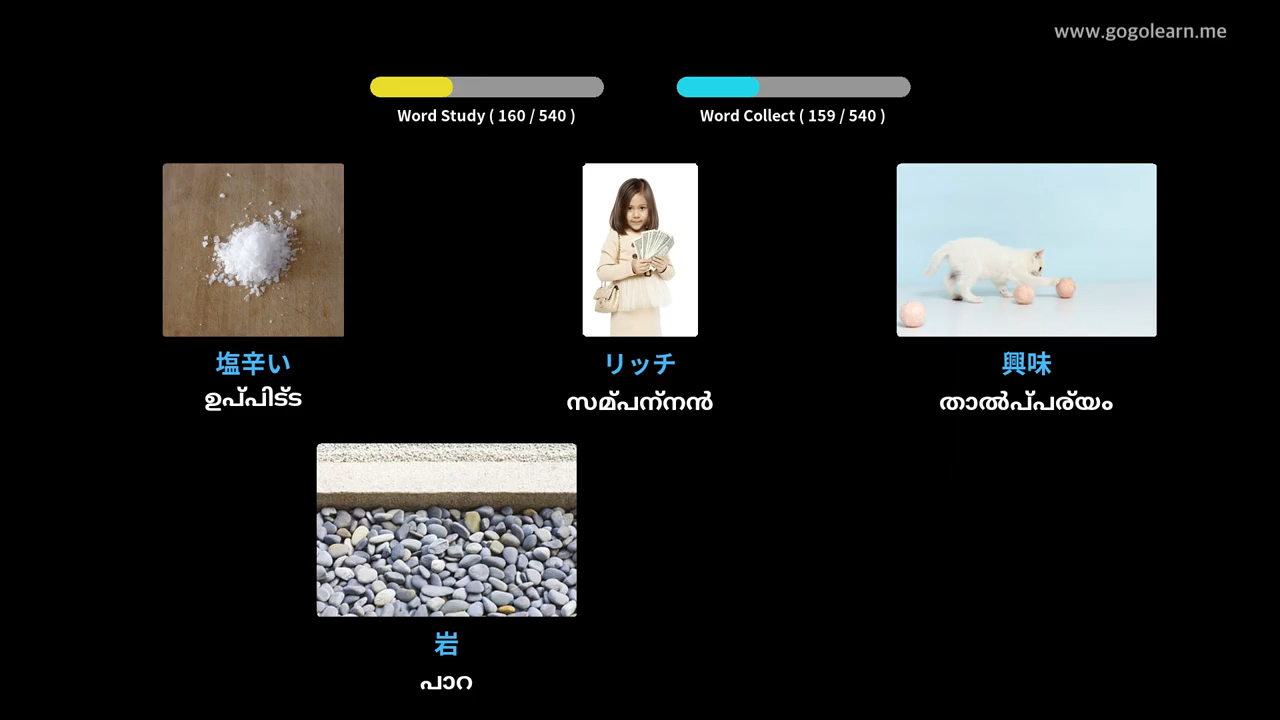 www.gogolearn.me
Word Study ( 160 / 540 )
Word Collect ( 159 / 540 )
塩辛い
リッチ
興味
ഉപ്പിട്ട
സമ്പന്നൻ
താൽപ്പര്യം
岩
പാറ